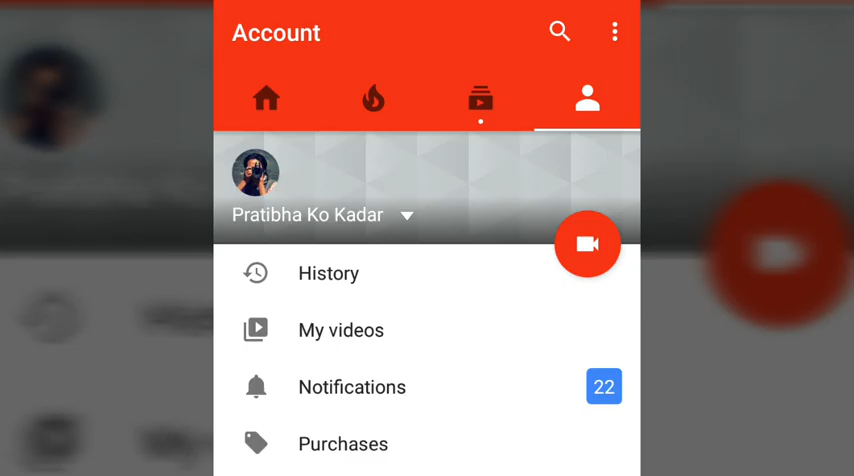 Account
Pratibha Ko Kadar
History
My videos
Notifications 22
Purchases